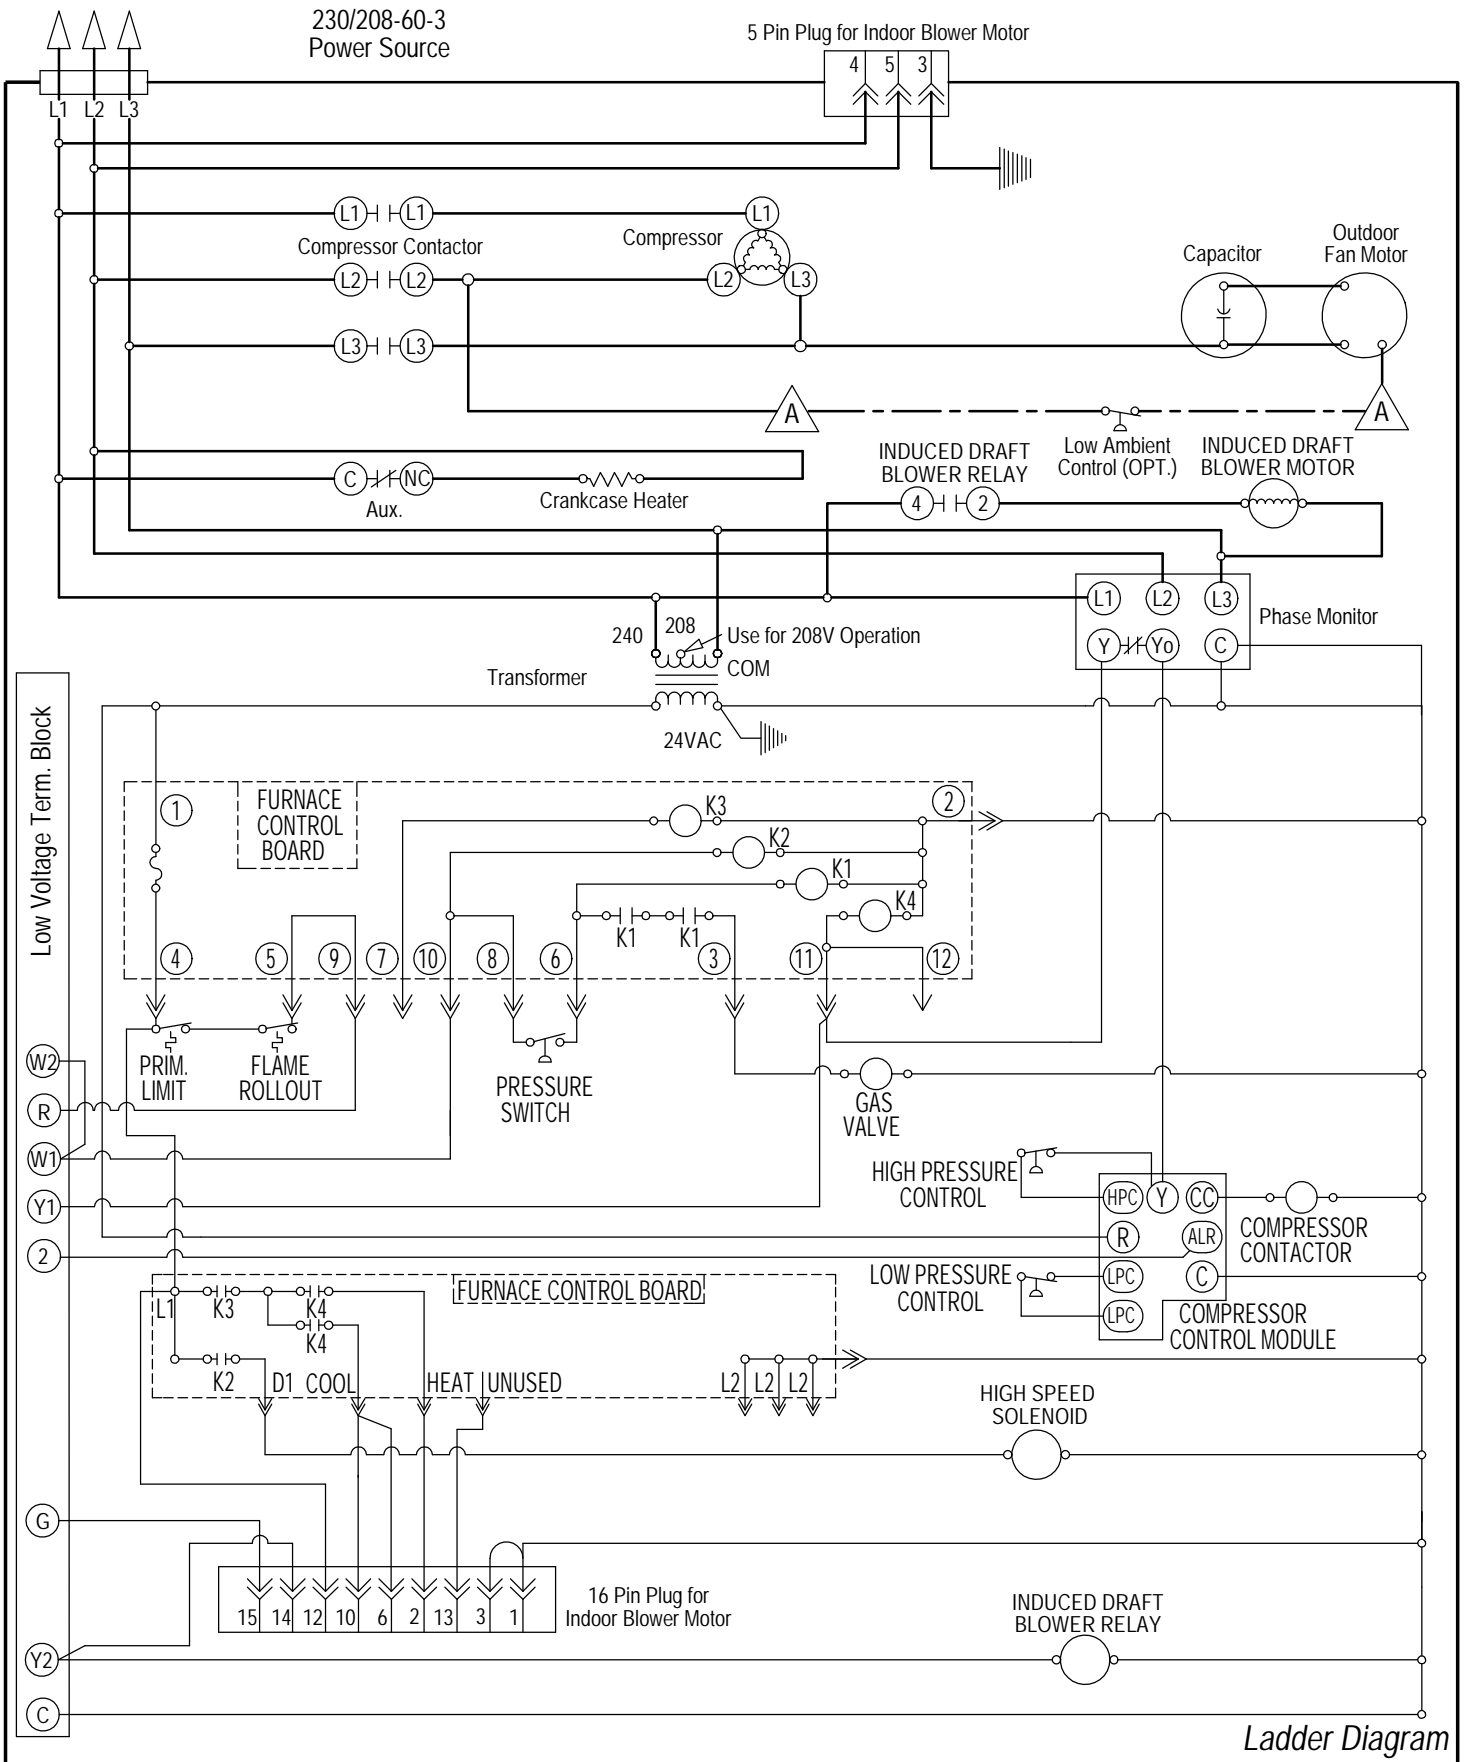 230/208-60-3
Power Source
5 Pin Plug for Indoor Blower Motor
4 5 3
L1 L2 L3
L1 L1 L1
Compressor Contactor
Compressor
L2 L2 L2 L3
Capacitor
Outdoor
Fan Motor
L3 L3
A A
Low Ambient
Control (OPT.)
INDUCED DRAFT
BLOWER RELAY
4 2
INDUCED DRAFT
BLOWER MOTOR
C NC
Aux.
Crankcase Heater
L1 L2 L3
Phase Monitor
Y Yo C
240 208 Use for 208V Operation
COM
Transformer
24VAC
Low Voltage Term. Block
FURNACE
CONTROL
BOARD
1
K3
2
K2
K1
K4
K1 K1
4 5 9 7 10 8 6 3 11 12
PRIM.
LIMIT
FLAME
ROLLOUT
PRESSURE
SWITCH
GAS
VALVE
W2
R
W1
Y1
2
HIGH PRESSURE
CONTROL
HPC Y CC
R ALR
COMPRESSOR
CONTACTOR
LOW PRESSURE
CONTROL
LPC C
LPC
COMPRESSOR
CONTROL MODULE
FURNACE CONTROL BOARD
L1 K3 K4
K4
K2 D1 COOL HEAT UNUSED L2 L2 L2
HIGH SPEED
SOLENOID
G
15 14 12 10 6 2 13 3 1
16 Pin Plug for
Indoor Blower Motor
INDUCED DRAFT
BLOWER RELAY
Y2
C
Ladder Diagram